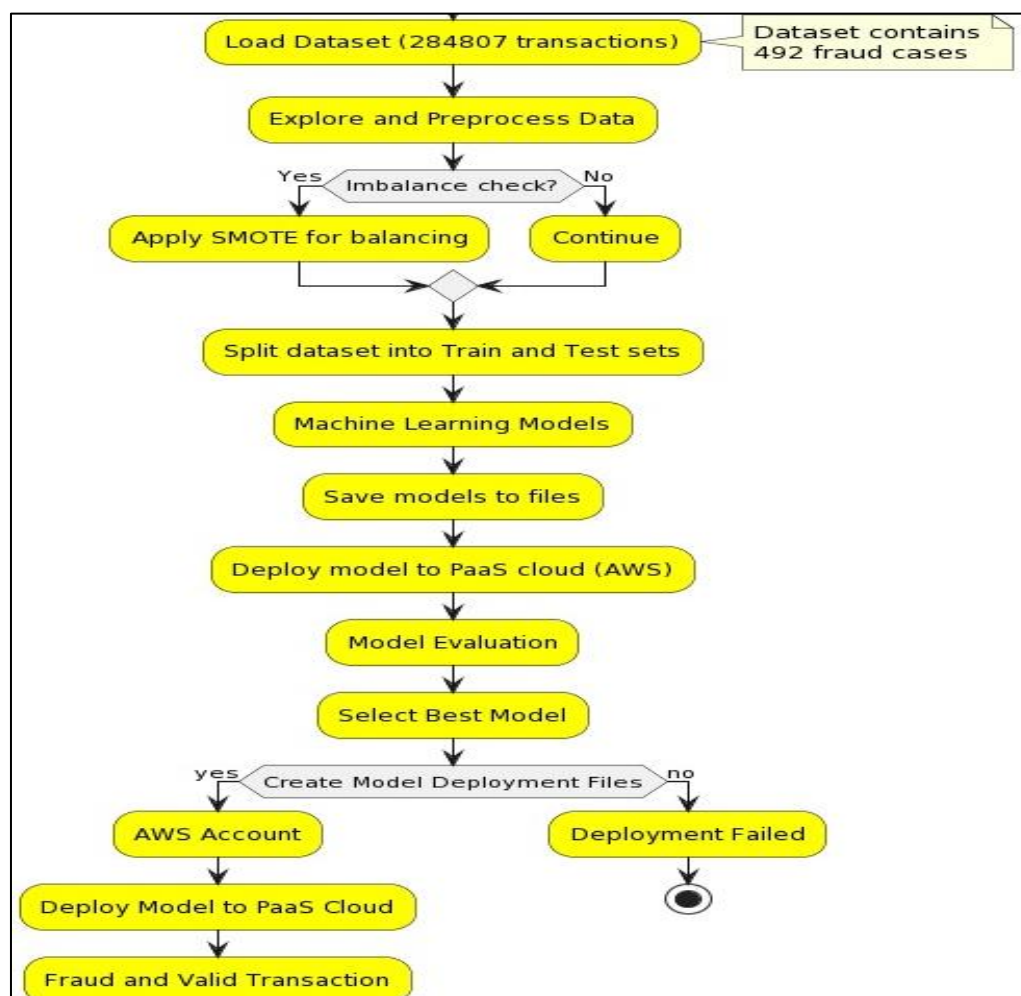 Load Dataset (284807 transactions)
Dataset contains
492 fraud cases
Explore and Preprocess Data
Yes
Imbalance check?
No
Apply SMOTE for balancing
Continue
Split dataset into Train and Test sets
Machine Learning Models
Save models to files
Deploy model to PaaS cloud (AWS)
Model Evaluation
Select Best Model
yes
Create Model Deployment Files
no
AWS Account
Deployment Failed
Deploy Model to PaaS Cloud
Fraud and Valid Transaction